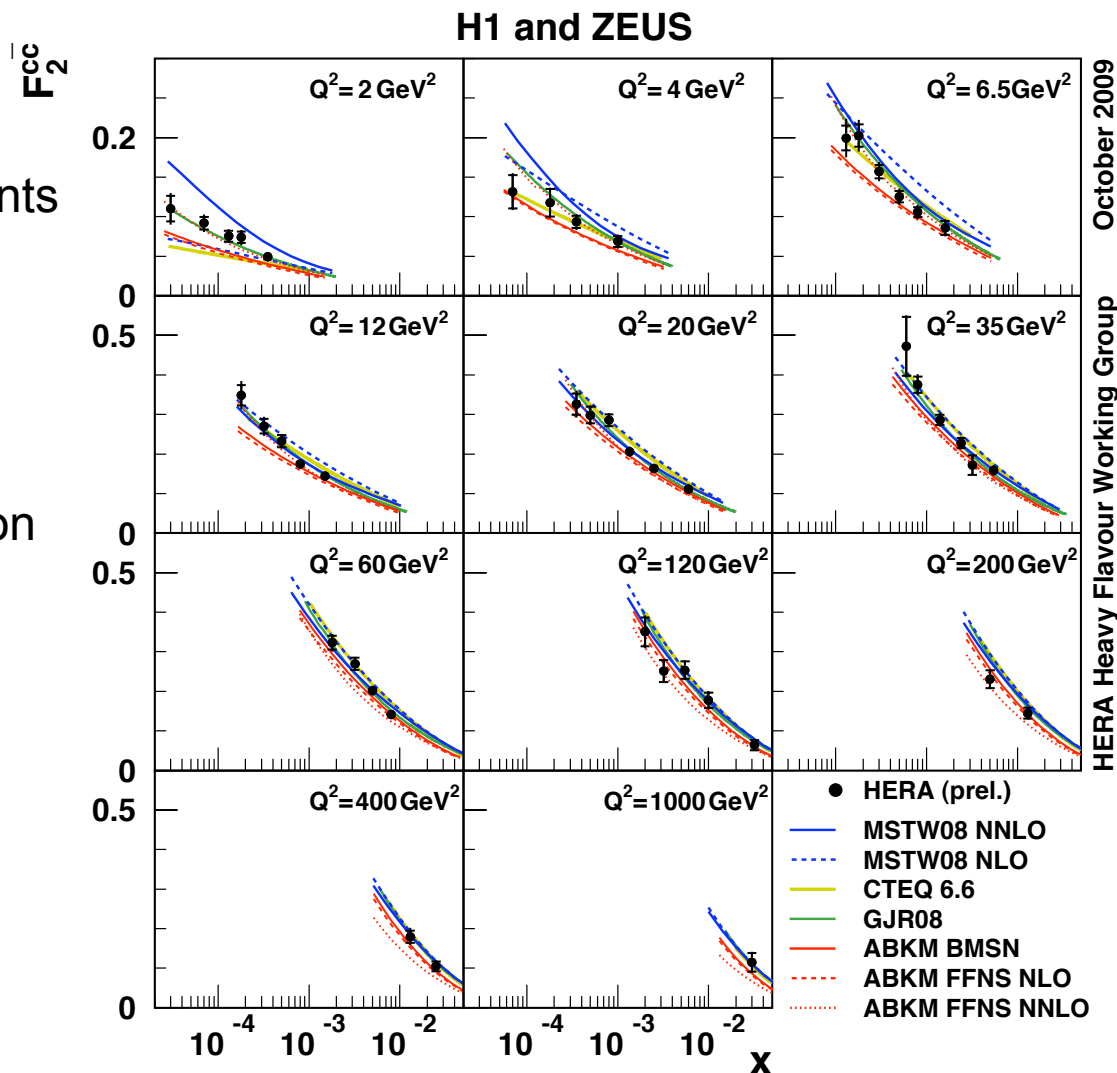 H1 and ZEUS
F₂^cc̄
nts
on
October 2009
HERA Heavy Flavour Working Group
Q²= 2 GeV²
Q²= 4 GeV²
Q²= 6.5GeV²
0.2
0
Q²= 12 GeV²
Q²= 20 GeV²
Q²= 35 GeV²
0.5
0
Q²= 60 GeV²
Q²= 120 GeV²
Q²= 200 GeV²
0.5
0
Q²= 400 GeV²
Q²= 1000 GeV²
0.5
0
HERA (prel.)
MSTW08 NNLO
MSTW08 NLO
CTEQ 6.6
GJR08
ABKM BMSN
ABKM FFNS NLO
ABKM FFNS NNLO
10⁻⁴ 10⁻³ 10⁻² 10⁻⁴ 10⁻³ 10⁻²
x